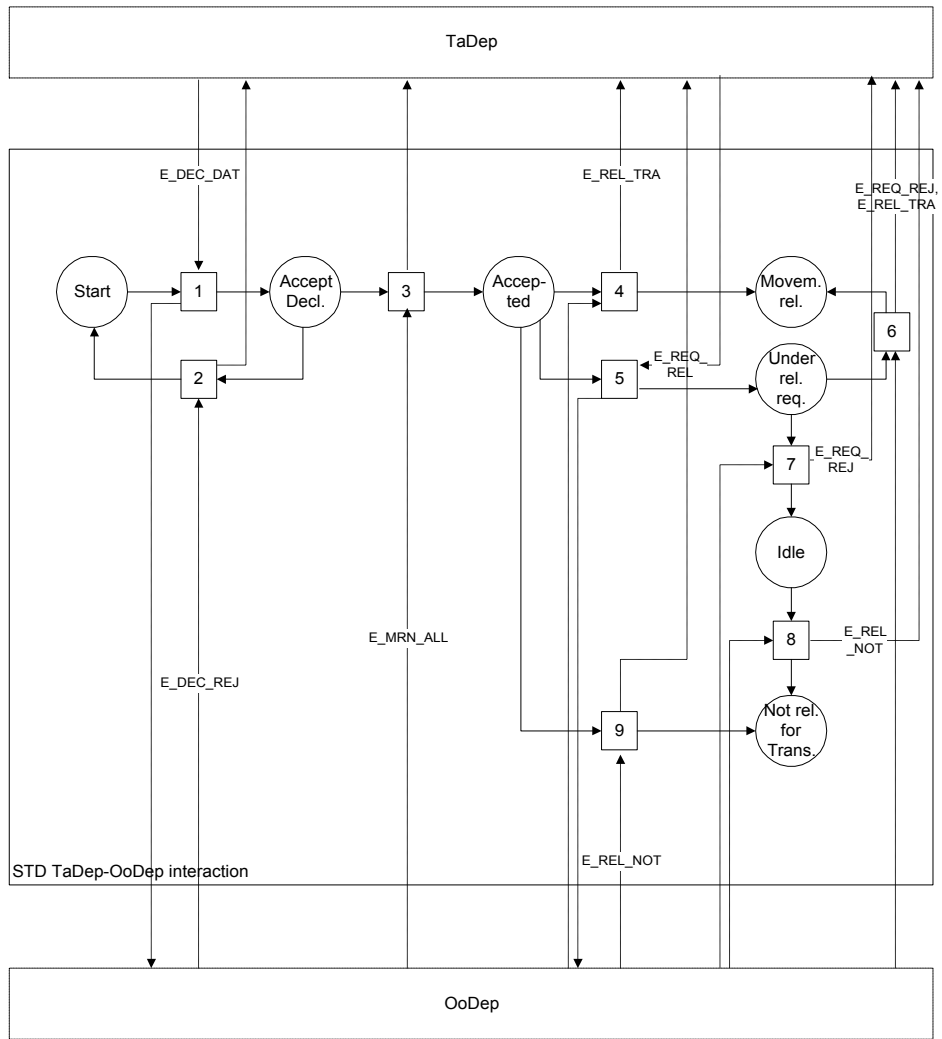 TaDep
E_DEC_DAT
E_REL_TRA
E_REQ_REJ,
E_REL_TRA
Start
1
Accept
Decl.
3
Accep-
ted
4
Movem.
rel.
6
2
5
E_REQ_
REL
Under
rel.
req.
7
E_REQ_
REJ
Idle
8
E_REL
_NOT
E_MRN_ALL
E_DEC_REJ
9
Not rel.
for
Trans.
E_REL_NOT
STD TaDep-OoDep interaction
OoDep